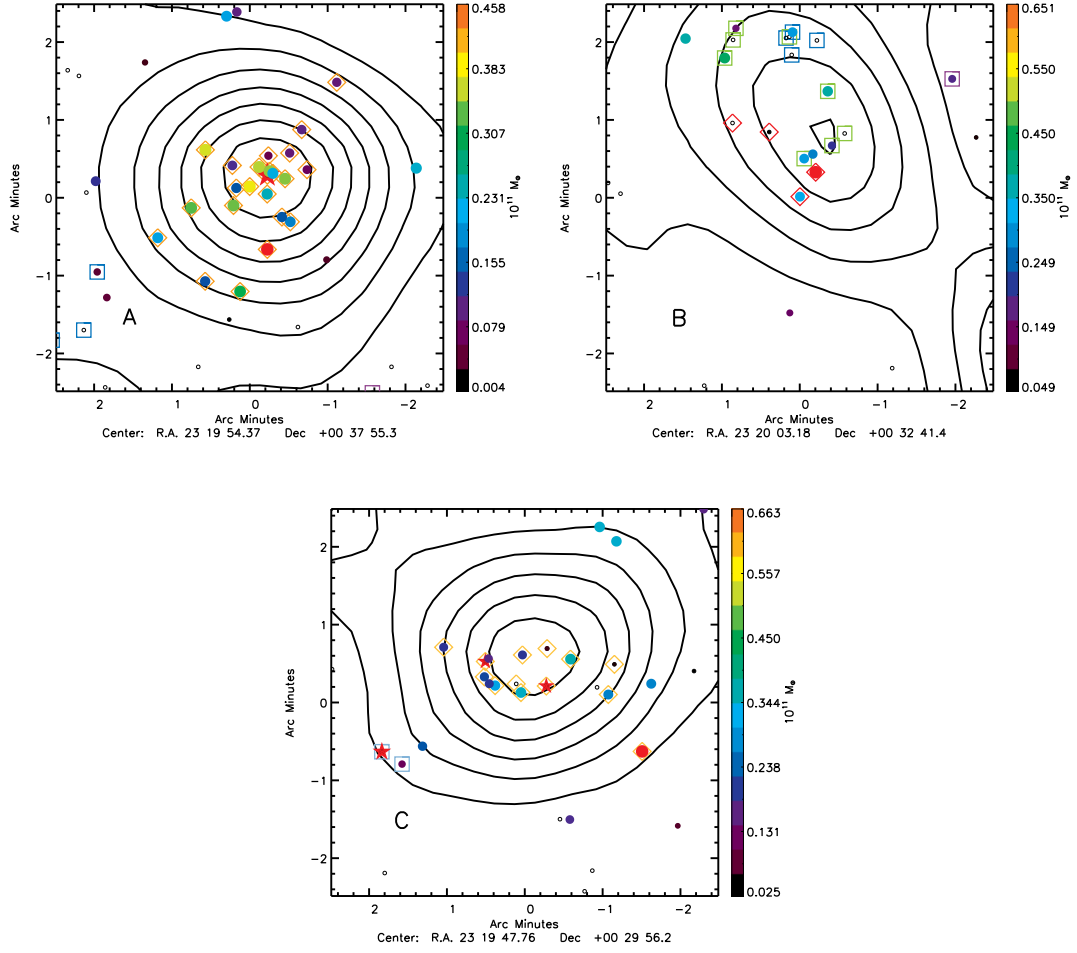 2
1
0
−1
−2
Arc Minutes
A
2 1 0 −1 −2
Arc Minutes
Center: R.A. 23 19 54.37 Dec +00 37 55.3
0.458
0.383
0.307
0.231
0.155
0.079
0.004
10¹¹ M⊙
2
1
0
−1
−2
Arc Minutes
B
2 1 0 −1 −2
Arc Minutes
Center: R.A. 23 20 03.18 Dec +00 32 41.4
0.651
0.550
0.450
0.350
0.249
0.149
0.049
10¹¹ M⊙
2
1
0
−1
−2
Arc Minutes
C
2 1 0 −1 −2
Arc Minutes
Center: R.A. 23 19 47.76 Dec +00 29 56.2
0.663
0.557
0.450
0.344
0.238
0.131
0.025
10¹¹ M⊙